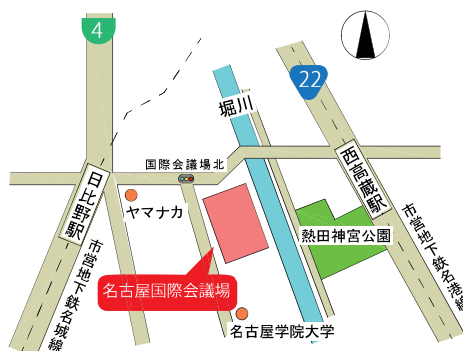 4
22
堀川
国際会議場北
西高蔵駅
日比野駅
ヤマナカ
熱田神宮公園
市営地下鉄名港線
市営地下鉄名城線
名古屋国際会議場
名古屋学院大学